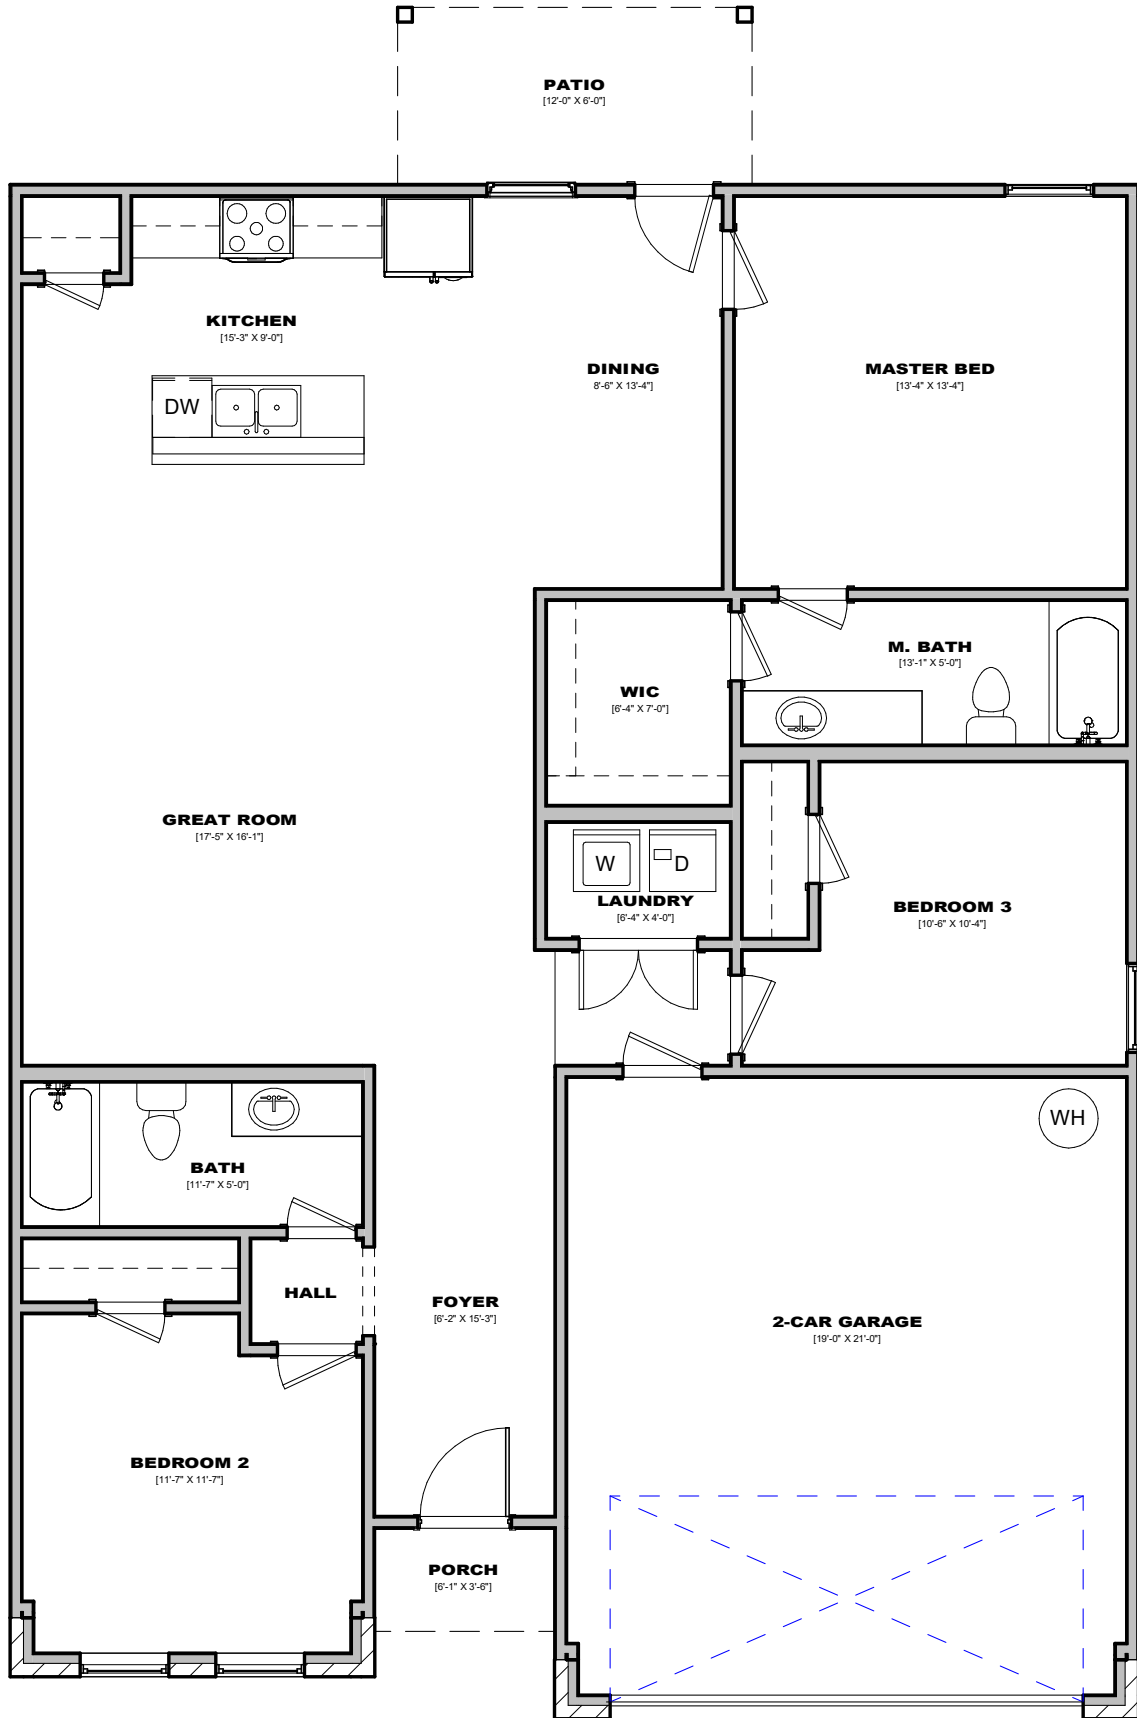 PATIO
[12'-0" X 6'-0"]
KITCHEN
[15'-3" X 9'-0"]
DINING
8'-6" X 13'-4"]
MASTER BED
[13'-4" X 13'-4"]
DW
M. BATH
[13'-1" X 5'-0"]
WIC
[6'-4" X 7'-0"]
GREAT ROOM
[17'-5" X 16'-1"]
W
D
LAUNDRY
[6'-4" X 4'-0"]
BEDROOM 3
[10'-6" X 10'-4"]
WH
BATH
[11'-7" X 5'-0"]
HALL
FOYER
[6'-2" X 15'-3"]
2-CAR GARAGE
[19'-0" X 21'-0"]
BEDROOM 2
[11'-7" X 11'-7"]
PORCH
[6'-1" X 3'-6"]